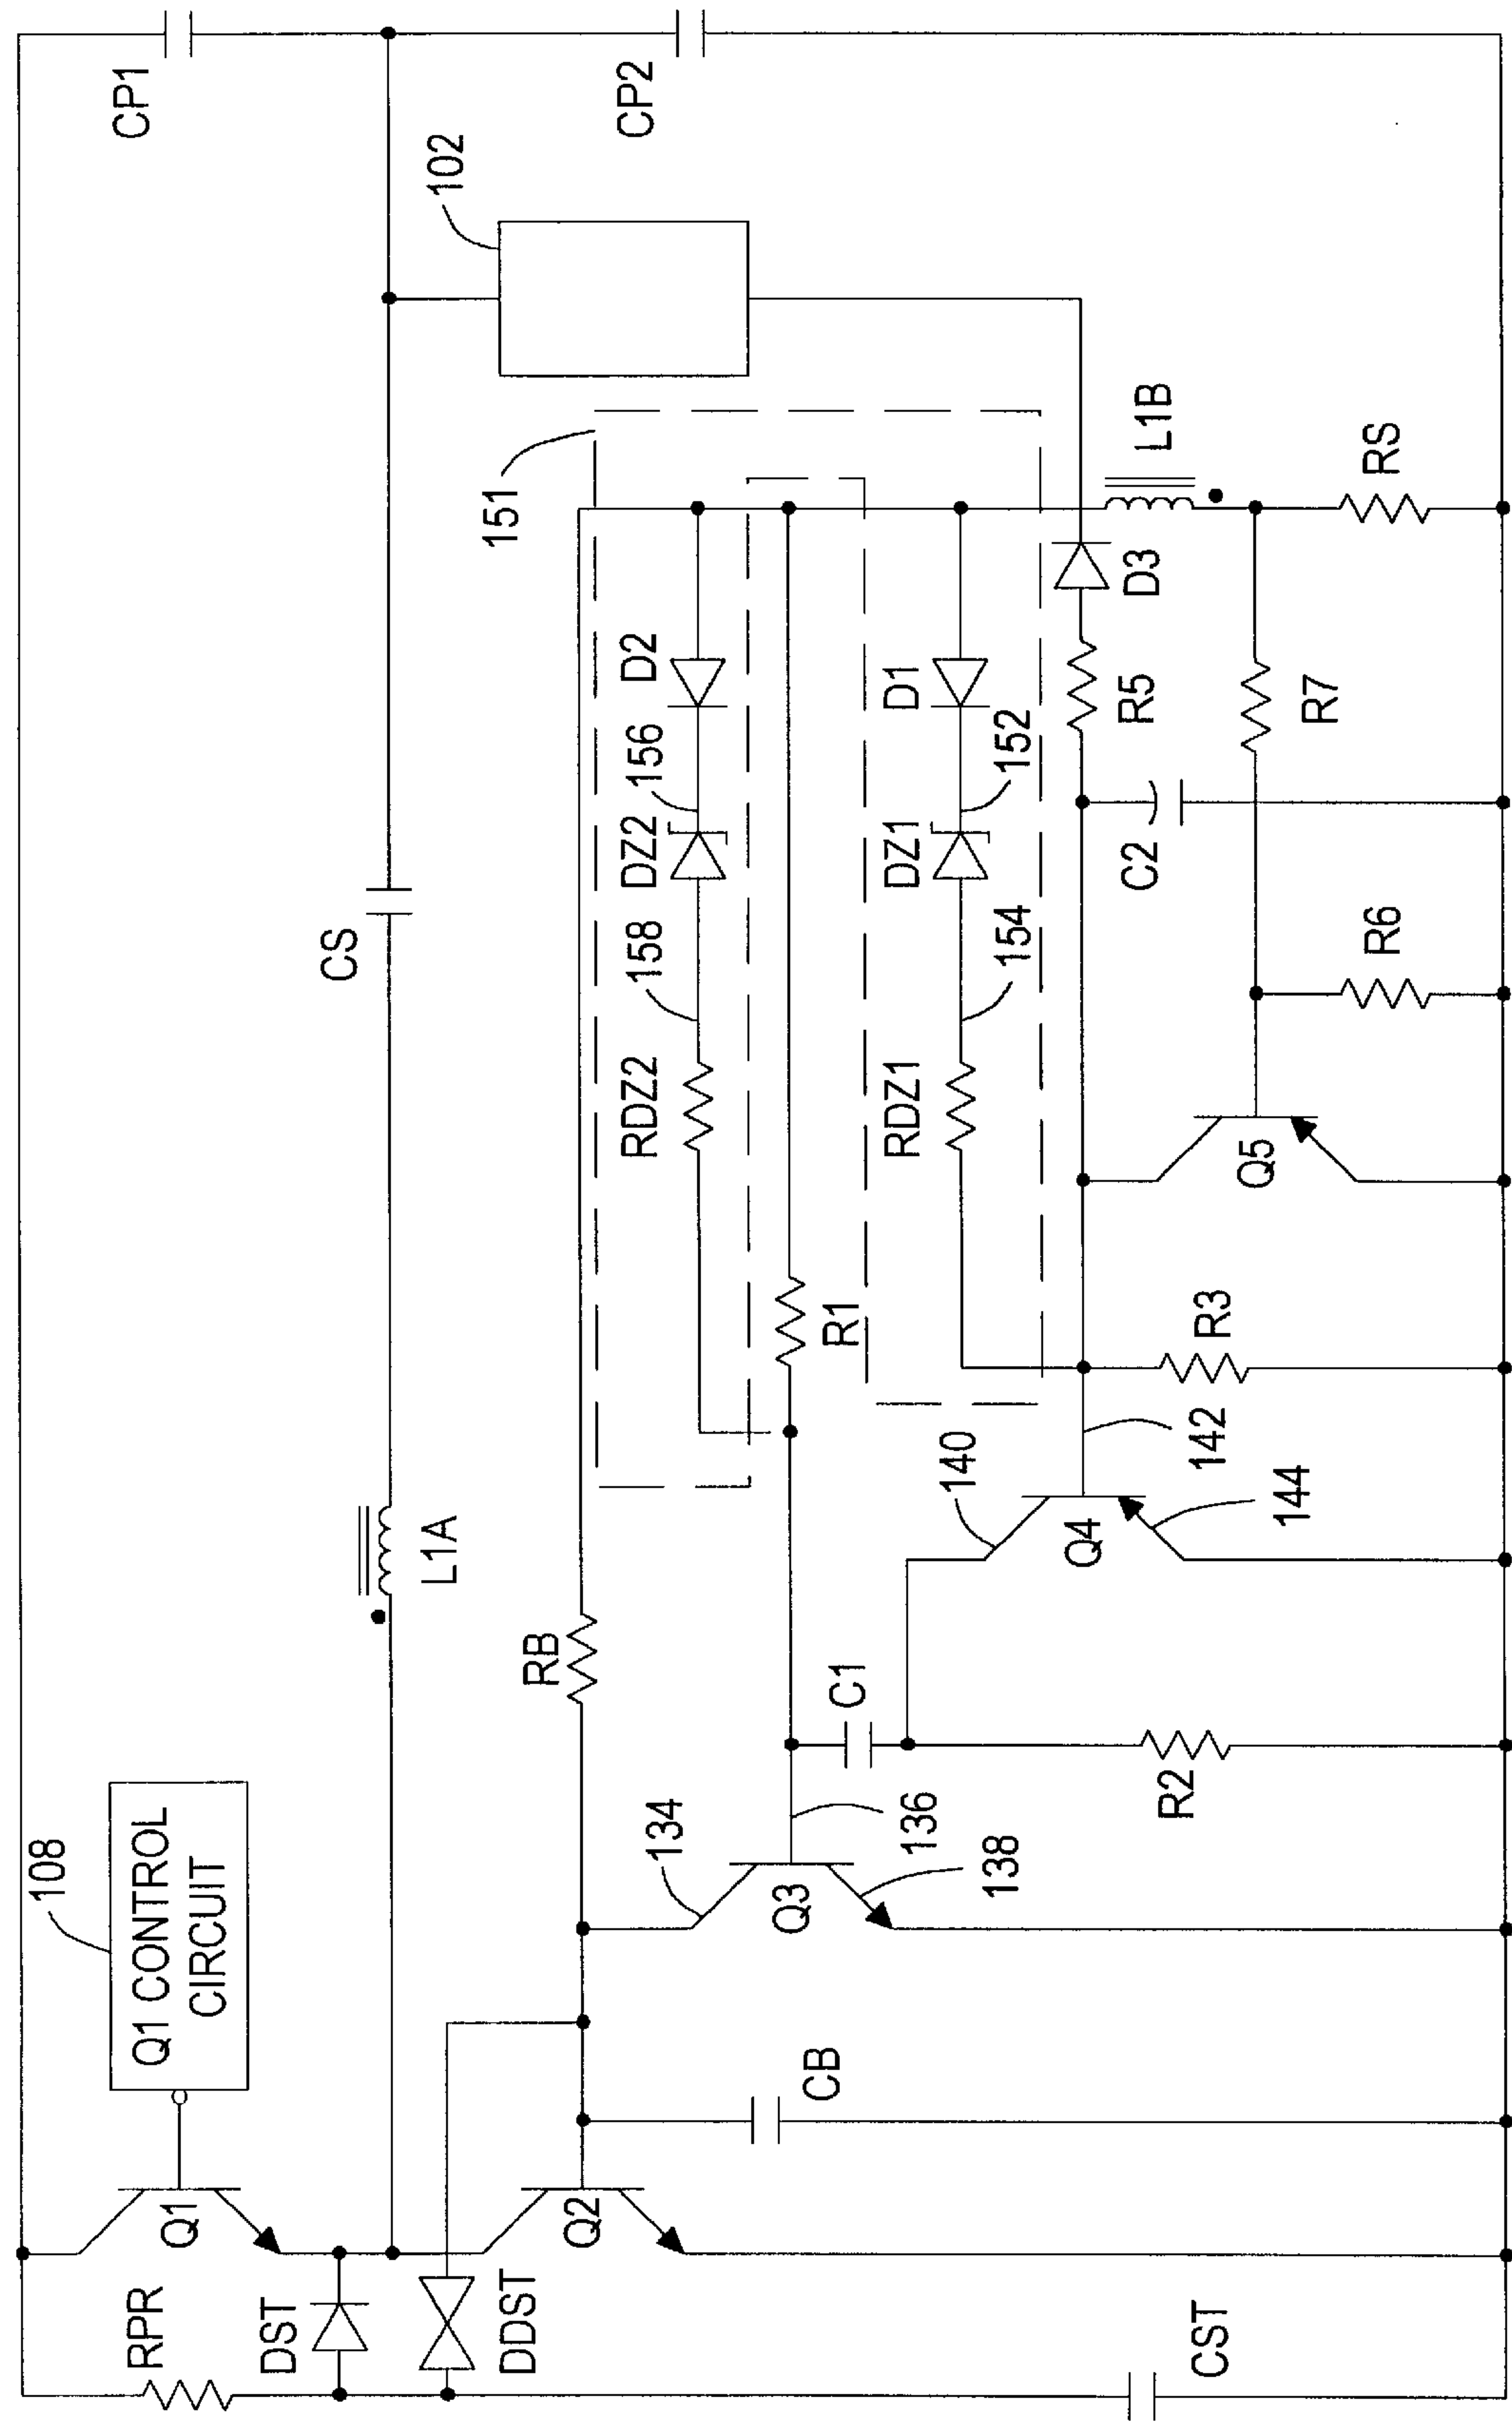 CP1
CP2
102
108
Q1 CONTROL
CIRCUIT
CS
L1A
151
L1B
RS
RB
RDZ2
158
DZ2
156
D2
R1
RDZ1
154
DZ1
152
D1
D3
R5
R7
C2
R6
Q5
R3
142
140
Q4
144
C1
R2
134
136
138
Q3
CB
Q1
Q2
RPR
DST
DDST
CST